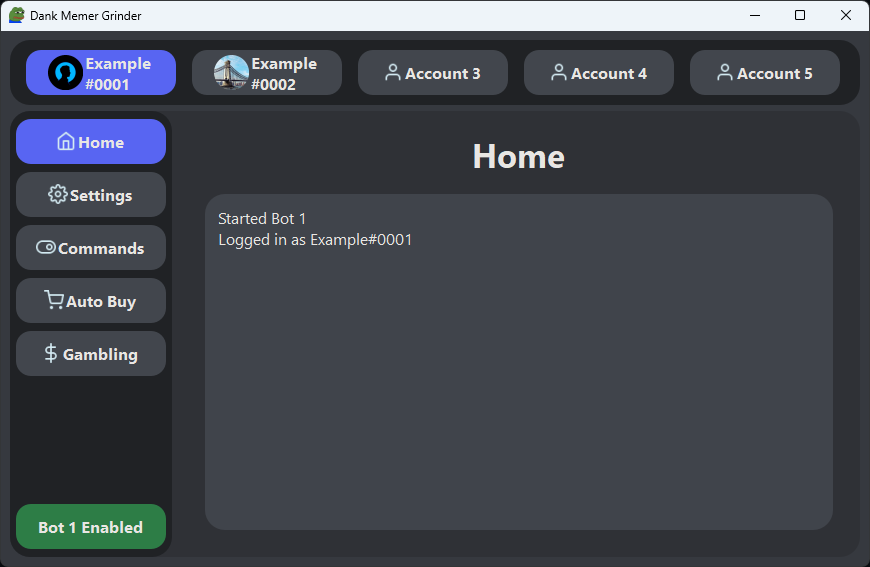 Dank Memer Grinder
Example
#0001
Example
#0002
Account 3
Account 4
Account 5
Home
Settings
Commands
Auto Buy
Gambling
Bot 1 Enabled
Home
Started Bot 1
Logged in as Example#0001